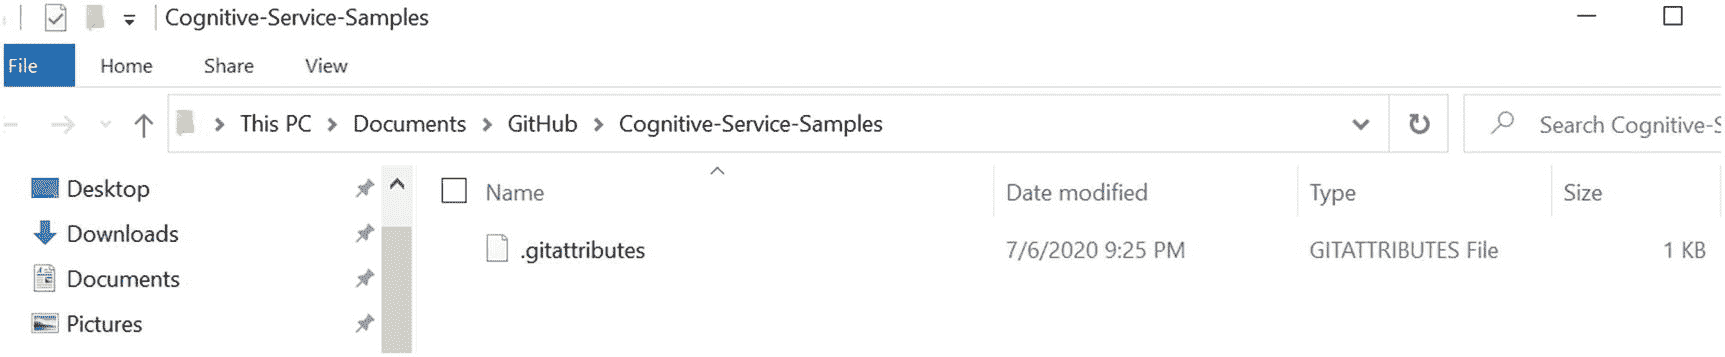 Cognitive-Service-Samples
File Home Share View
This PC > Documents > GitHub > Cognitive-Service-Samples
Search Cognitive-S
Desktop
Name Date modified Type Size
Downloads
.gitattributes 7/6/2020 9:25 PM GITATTRIBUTES File 1 KB
Documents
Pictures